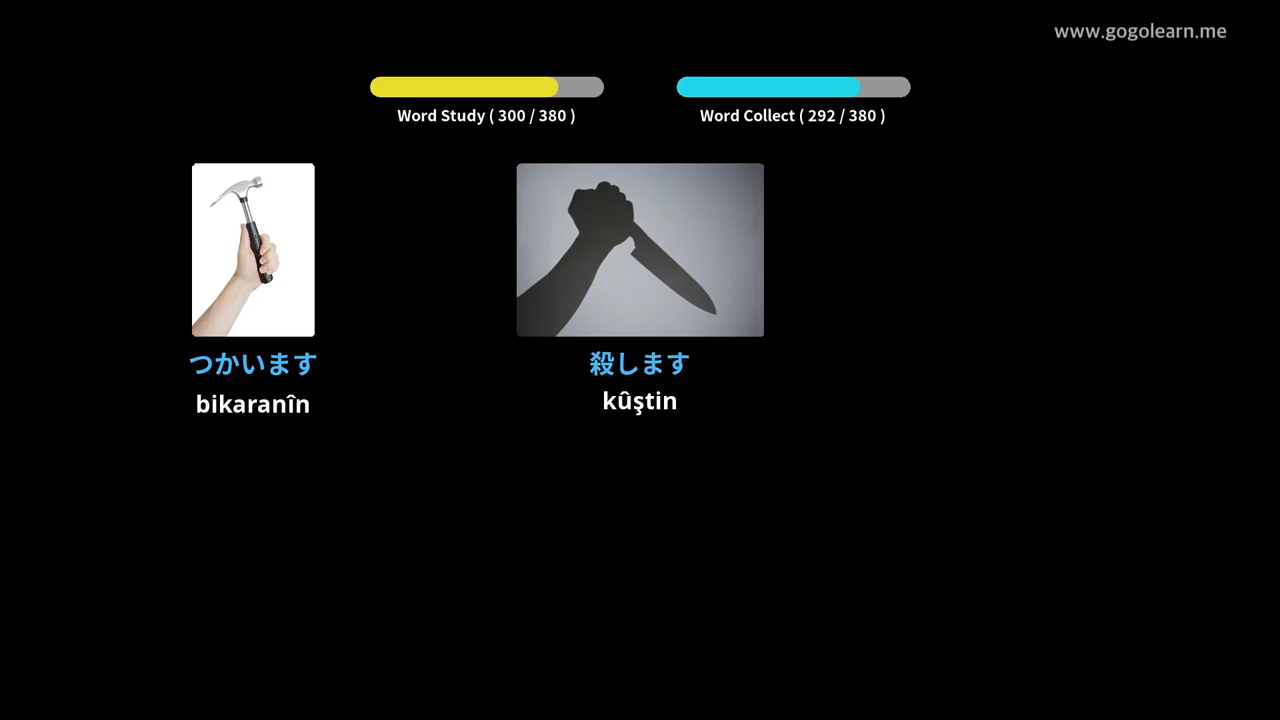 www.gogolearn.me
Word Study ( 300 / 380 )
Word Collect ( 292 / 380 )
つかいます
bikaranîn
殺します
kûştin